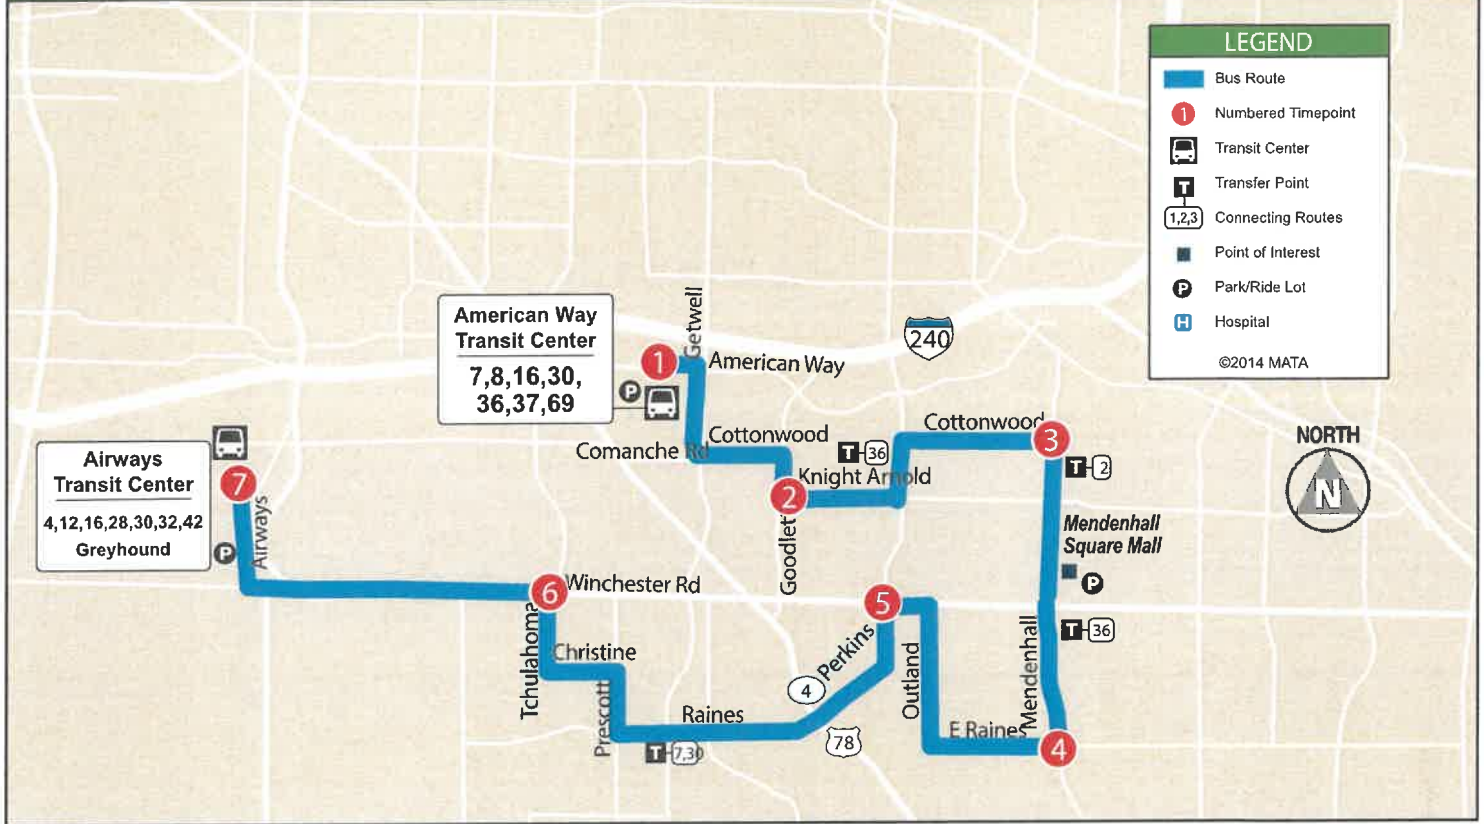 LEGEND
Bus Route
1 Numbered Timepoint
Transit Center
T Transfer Point
1,2,3 Connecting Routes
Point of Interest
P Park/Ride Lot
H Hospital
©2014 MATA
NORTH
N
American Way
Transit Center
7,8,16,30,
36,37,69
P
1
Getwell
American Way
240
Comanche Rd
Cottonwood
T 36
Cottonwood
3
T 2
Knight Arnold
2
Goodlet
Airways
Transit Center
4,12,16,28,30,32,42
Greyhound
7
P
Airways
Mendenhall
Square Mall
P
T 36
Mendenhall
6
Winchester Rd
5
Tchulahoma
Christine
Prescott
Raines
T 7,30
4
Perkins
78
Outland
E Raines
4